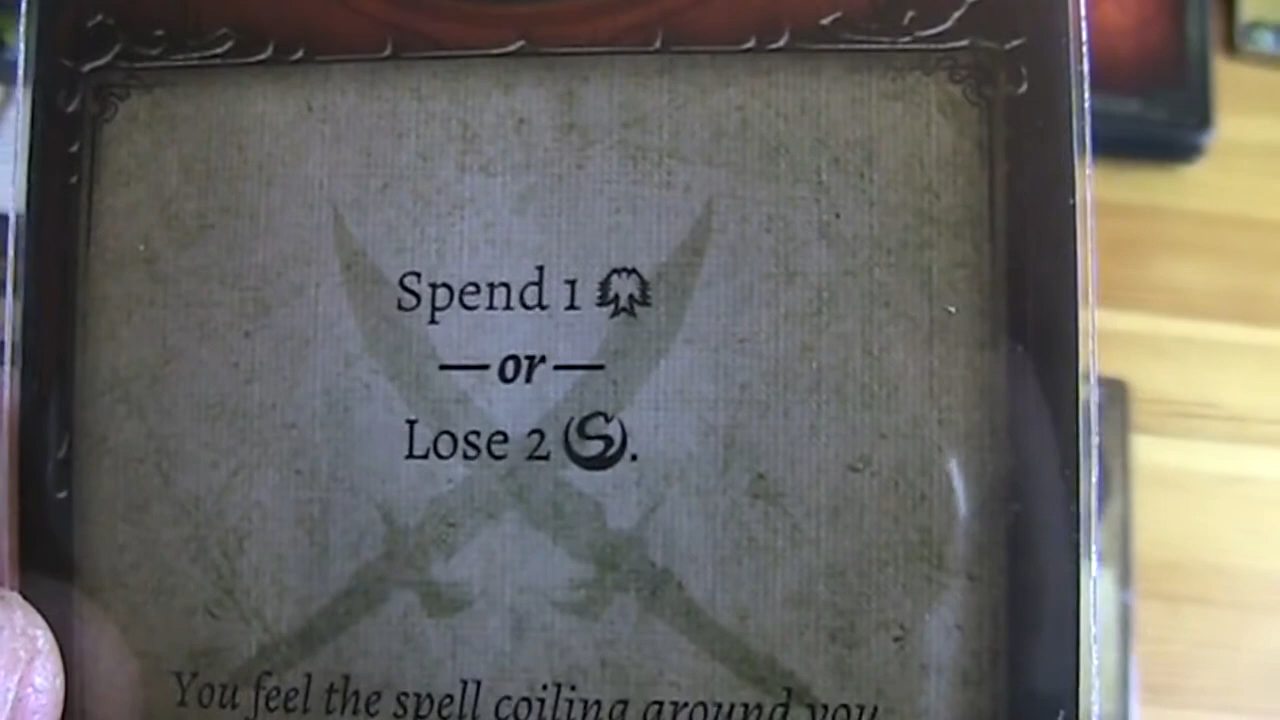 Spend 1
—or—
Lose 2 .
You feel the spell coiling around you